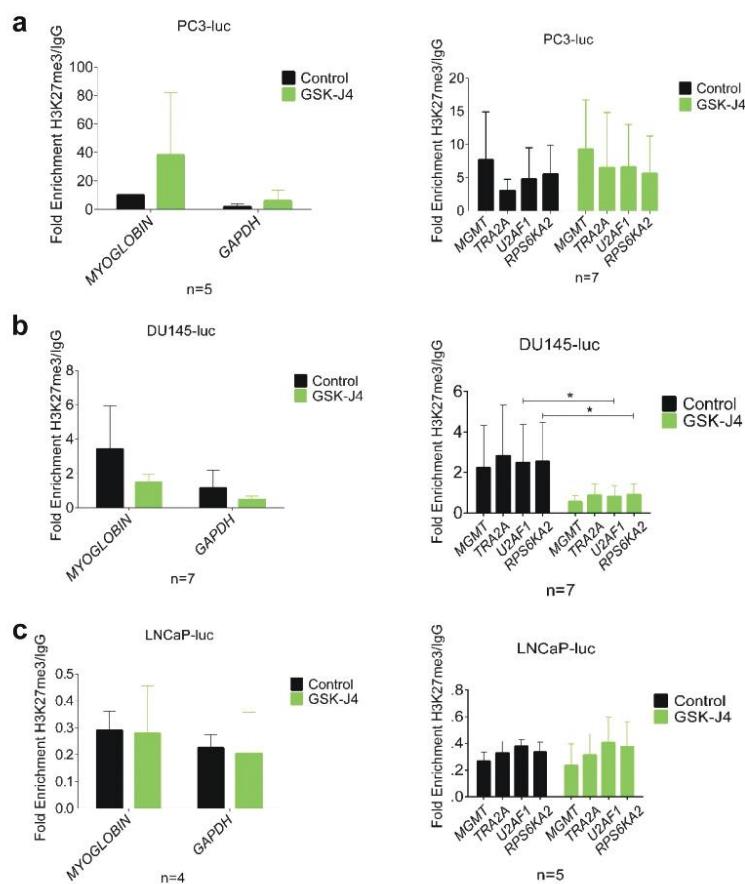 a
PC3-luc
Fold Enrichment H3K27me3/IgG
100
80
60
40
20
0
Control
GSK-J4
MYOGLOBIN
GAPDH
n=5
PC3-luc
Fold Enrichment H3K27me3/IgG
20
15
10
5
0
Control
GSK-J4
MGMT
TRA2A
U2AF1
RPS6KA2
MGMT
TRA2A
U2AF1
RPS6KA2
n=7
b
DU145-luc
Fold Enrichment H3K27me3/IgG
8
6
4
2
0
Control
GSK-J4
MYOGLOBIN
GAPDH
n=7
DU145-luc
Fold Enrichment H3K27me3/IgG
6
4
2
0
*
*
Control
GSK-J4
MGMT
TRA2A
U2AF1
RPS6KA2
MGMT
TRA2A
U2AF1
RPS6KA2
n=7
c
LNCaP-luc
Fold Enrichment H3K27me3/IgG
0.5
0.4
0.3
0.2
0.1
0.0
Control
GSK-J4
MYOGLOBIN
GAPDH
n=4
LNCaP-luc
Fold Enrichment H3K27me3/IgG
.8
.6
.4
.2
.0
Control
GSK-J4
MGMT
TRA2A
U2AF1
RPS6KA2
MGMT
TRA2A
U2AF1
RPS6KA2
n=5